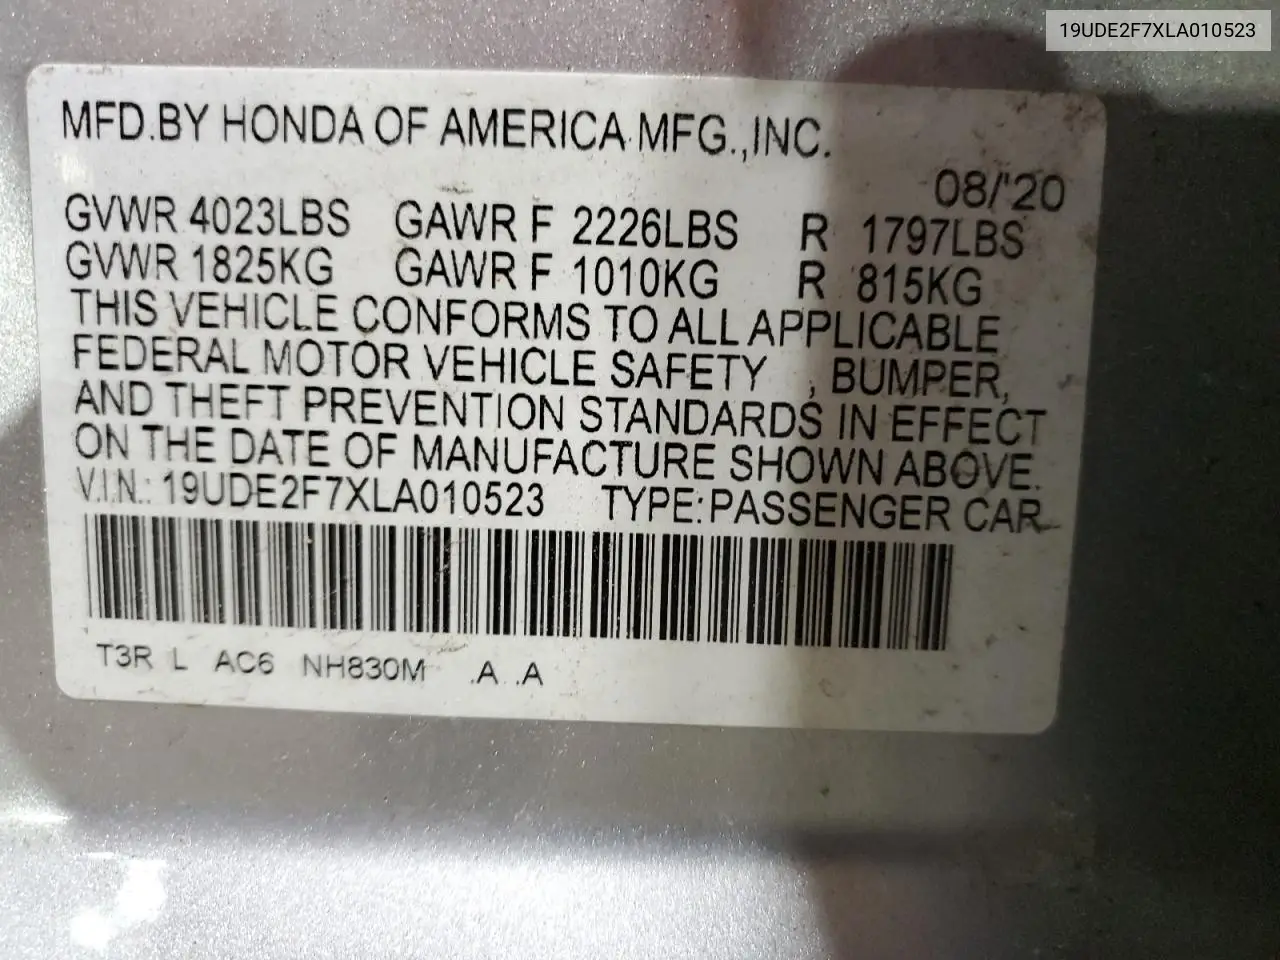 19UDE2F7XLA010523
MFD.BY HONDA OF AMERICA MFG.,INC.
08/'20
GVWR 4023LBS GAWR F 2226LBS R 1797LBS
GVWR 1825KG GAWR F 1010KG R 815KG
THIS VEHICLE CONFORMS TO ALL APPLICABLE
FEDERAL MOTOR VEHICLE SAFETY , BUMPER,
AND THEFT PREVENTION STANDARDS IN EFFECT
ON THE DATE OF MANUFACTURE SHOWN ABOVE.
V.I.N.: 19UDE2F7XLA010523 TYPE: PASSENGER CAR
T3R L AC6 NH830M .A .A